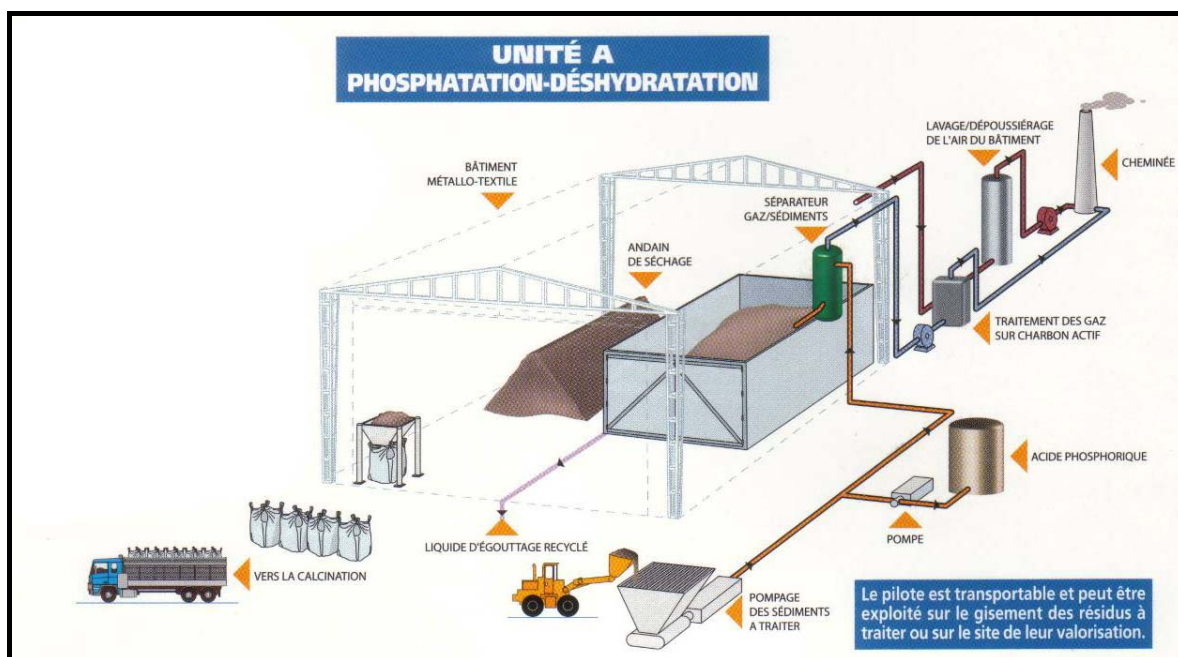 UNITÉ A
PHOSPHATATION-DÉSHYDRATATION
LAVAGE/DÉPOUSSIÉRAGE
DE L'AIR DU BÂTIMENT
CHEMINÉE
BÂTIMENT
MÉTALLO-TEXTILE
SÉPARATEUR
GAZ/SÉDIMENTS
ANDAIN
DE SÉCHAGE
TRAITEMENT DES GAZ
SUR CHARBON ACTIF
ACIDE PHOSPHORIQUE
POMPE
LIQUIDE D'ÉGOUTTAGE RECYCLÉ
VERS LA CALCINATION
POMPAGE
DES SÉDIMENTS
A TRAITER
Le pilote est transportable et peut être
exploité sur le gisement des résidus à
traiter ou sur le site de leur valorisation.